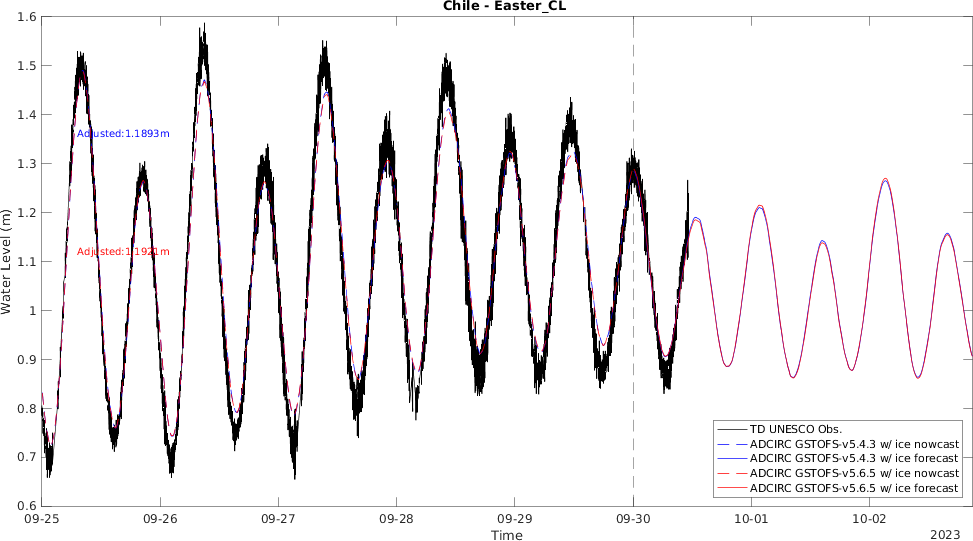 Chile - Easter_CL
Water Level (m)
1.6
1.5
1.4
1.3
1.2
1.1
1
0.9
0.8
0.7
0.6
Adjusted:1.1893m
Adjusted:1.1921m
TD UNESCO Obs.
ADCIRC GSTOFS-v5.4.3 w/ ice nowcast
ADCIRC GSTOFS-v5.4.3 w/ ice forecast
ADCIRC GSTOFS-v5.6.5 w/ ice nowcast
ADCIRC GSTOFS-v5.6.5 w/ ice forecast
09-25 09-26 09-27 09-28 09-29 09-30 10-01 10-02
Time
2023